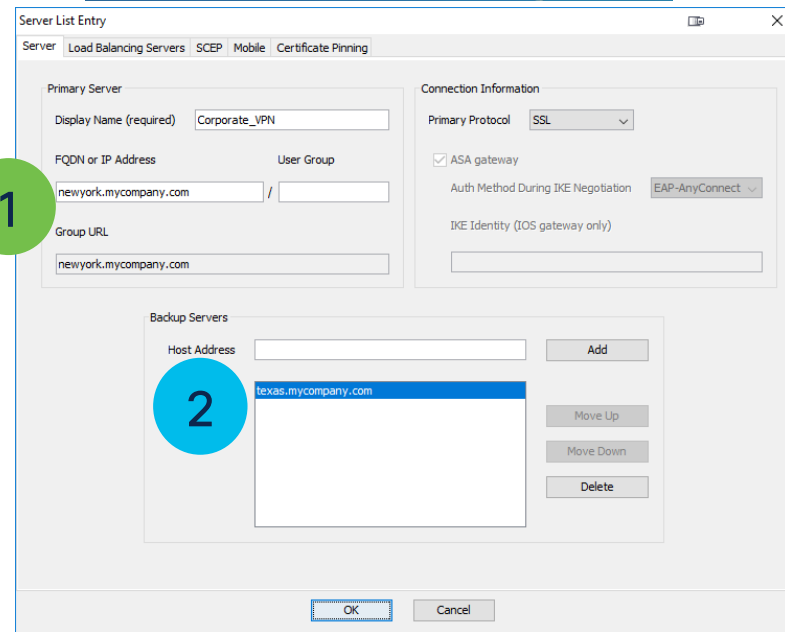 Server List Entry
Server Load Balancing Servers SCEP Mobile Certificate Pinning
Primary Server
Display Name (required) Corporate_VPN
FQDN or IP Address User Group
1
newyork.mycompany.com /
Group URL
newyork.mycompany.com
Connection Information
Primary Protocol SSL
ASA gateway
Auth Method During IKE Negotiation EAP-AnyConnect
IKE Identity (IOS gateway only)
Backup Servers
Host Address Add
2
texas.mycompany.com
Move Up
Move Down
Delete
OK Cancel